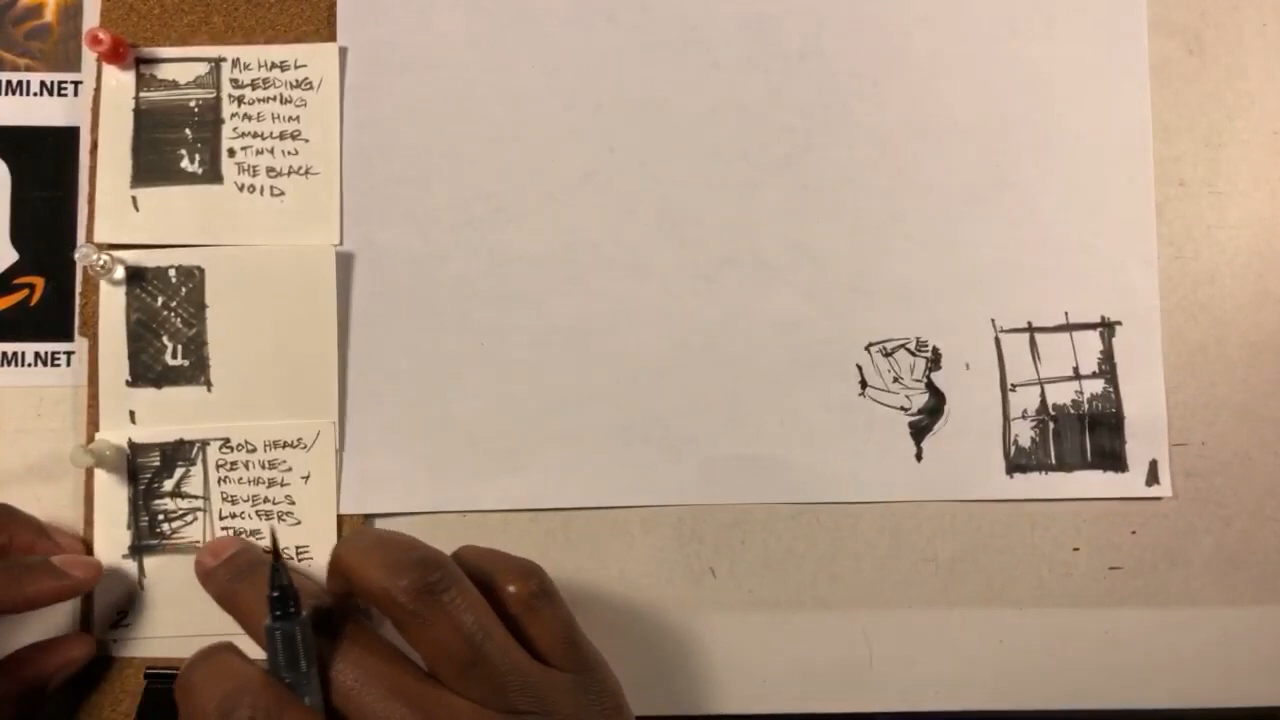 MI.NET
MI.NET
MICHAEL
BLEEDING/
DROWNING
MAKE HIM
SMALLER
TINY IN
THE BLACK
VOID
GOD HEALS/
REVIVES
MICHAEL +
REVEALS
LUCIFERS
TRUE
2